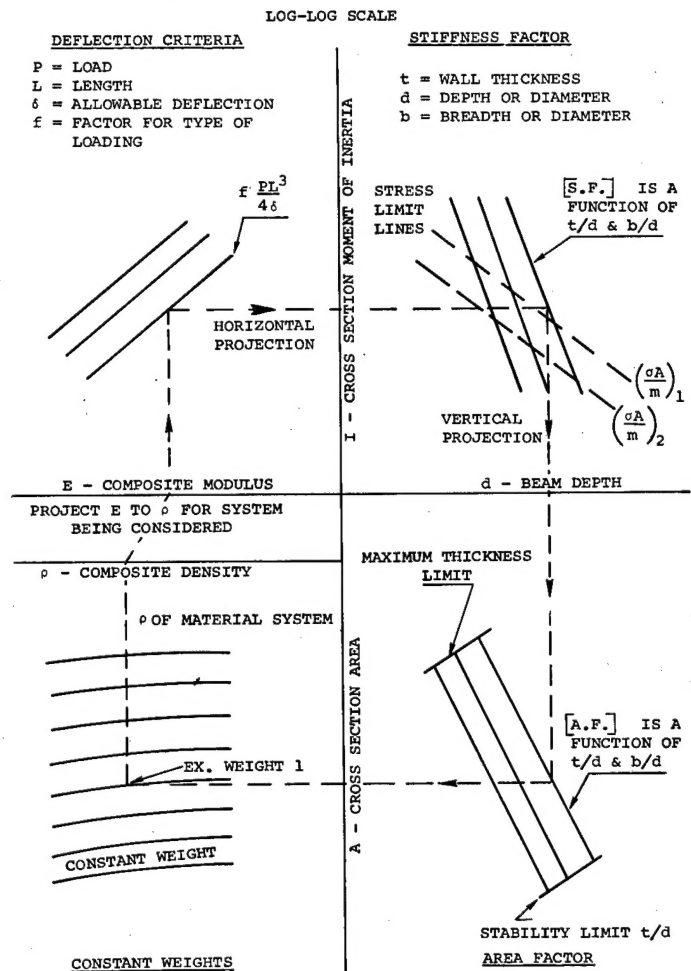 LOG-LOG SCALE
DEFLECTION CRITERIA
P = LOAD
L = LENGTH
δ = ALLOWABLE DEFLECTION
f = FACTOR FOR TYPE OF
LOADING
f PL³
4δ
HORIZONTAL
PROJECTION
E - COMPOSITE MODULUS
I - CROSS SECTION MOMENT OF INERTIA
STIFFNESS FACTOR
t = WALL THICKNESS
d = DEPTH OR DIAMETER
b = BREADTH OR DIAMETER
STRESS
LIMIT
LINES
[S.F.] IS A
FUNCTION OF
t/d & b/d
(σA/m)₁
(σA/m)₂
VERTICAL
PROJECTION
d - BEAM DEPTH
PROJECT E TO ρ FOR SYSTEM
BEING CONSIDERED
ρ - COMPOSITE DENSITY
ρ OF MATERIAL SYSTEM
EX. WEIGHT 1
CONSTANT WEIGHT
CONSTANT WEIGHTS
A - CROSS SECTION AREA
MAXIMUM THICKNESS
LIMIT
[A.F.] IS A
FUNCTION OF
t/d & b/d
STABILITY LIMIT t/d
AREA FACTOR